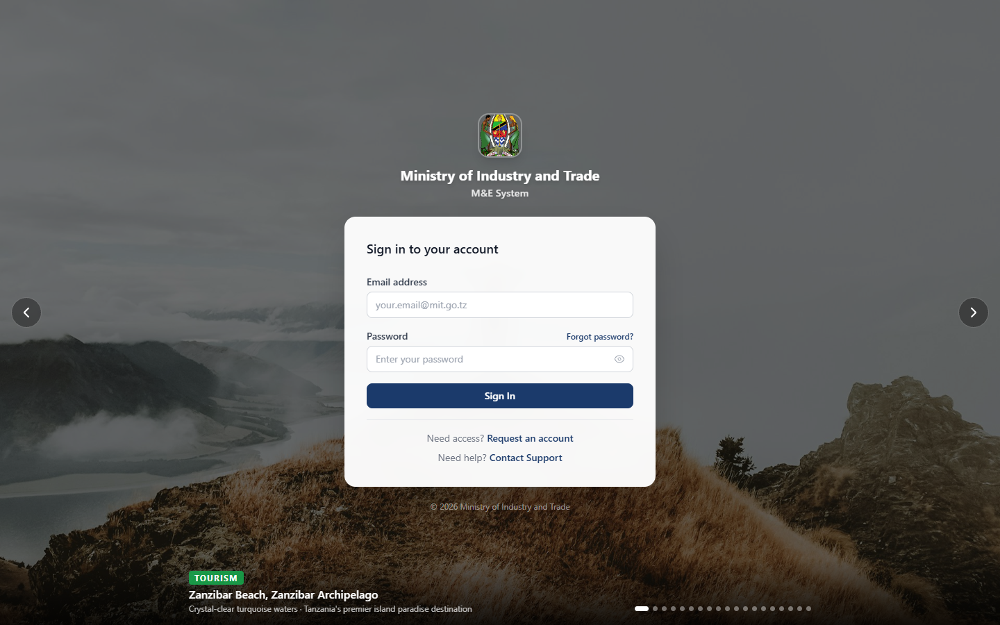 Ministry of Industry and Trade
M&E System
Sign in to your account
Email address
your.email@mit.go.tz
Password
Forgot password?
Enter your password
Sign In
Need access? Request an account
Need help? Contact Support
© 2026 Ministry of Industry and Trade
TOURISM
Zanzibar Beach, Zanzibar Archipelago
Crystal-clear turquoise waters · Tanzania's premier island paradise destination